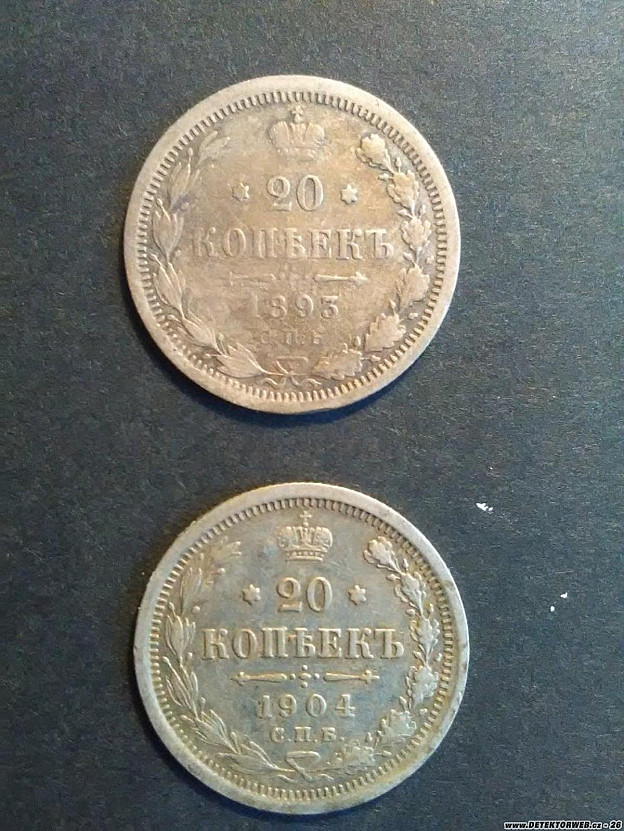 20
КОПѢЕКЪ
1893
С.П.Б.
20
КОПѢЕКЪ
1904
С.П.Б.
www.DETEKTORWEB.cz - 26